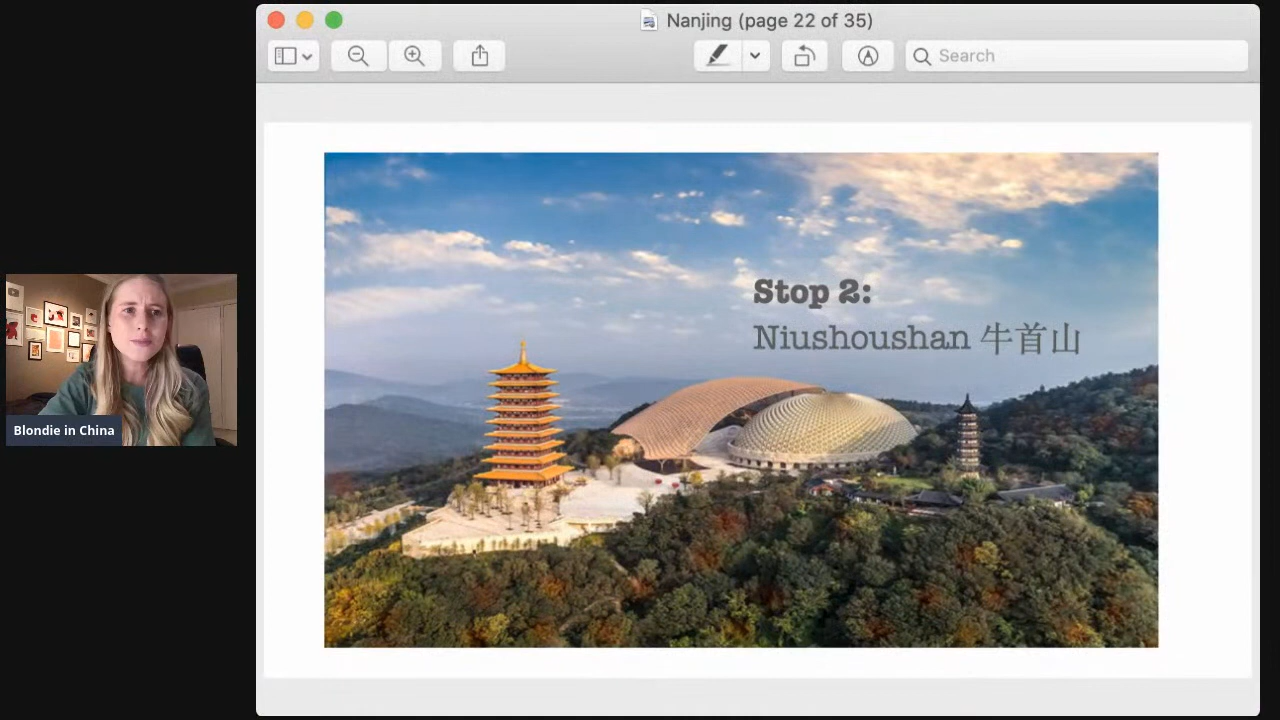 Nanjing (page 22 of 35)
Search
Stop 2:
Niushoushan 牛首山
Blondie in China